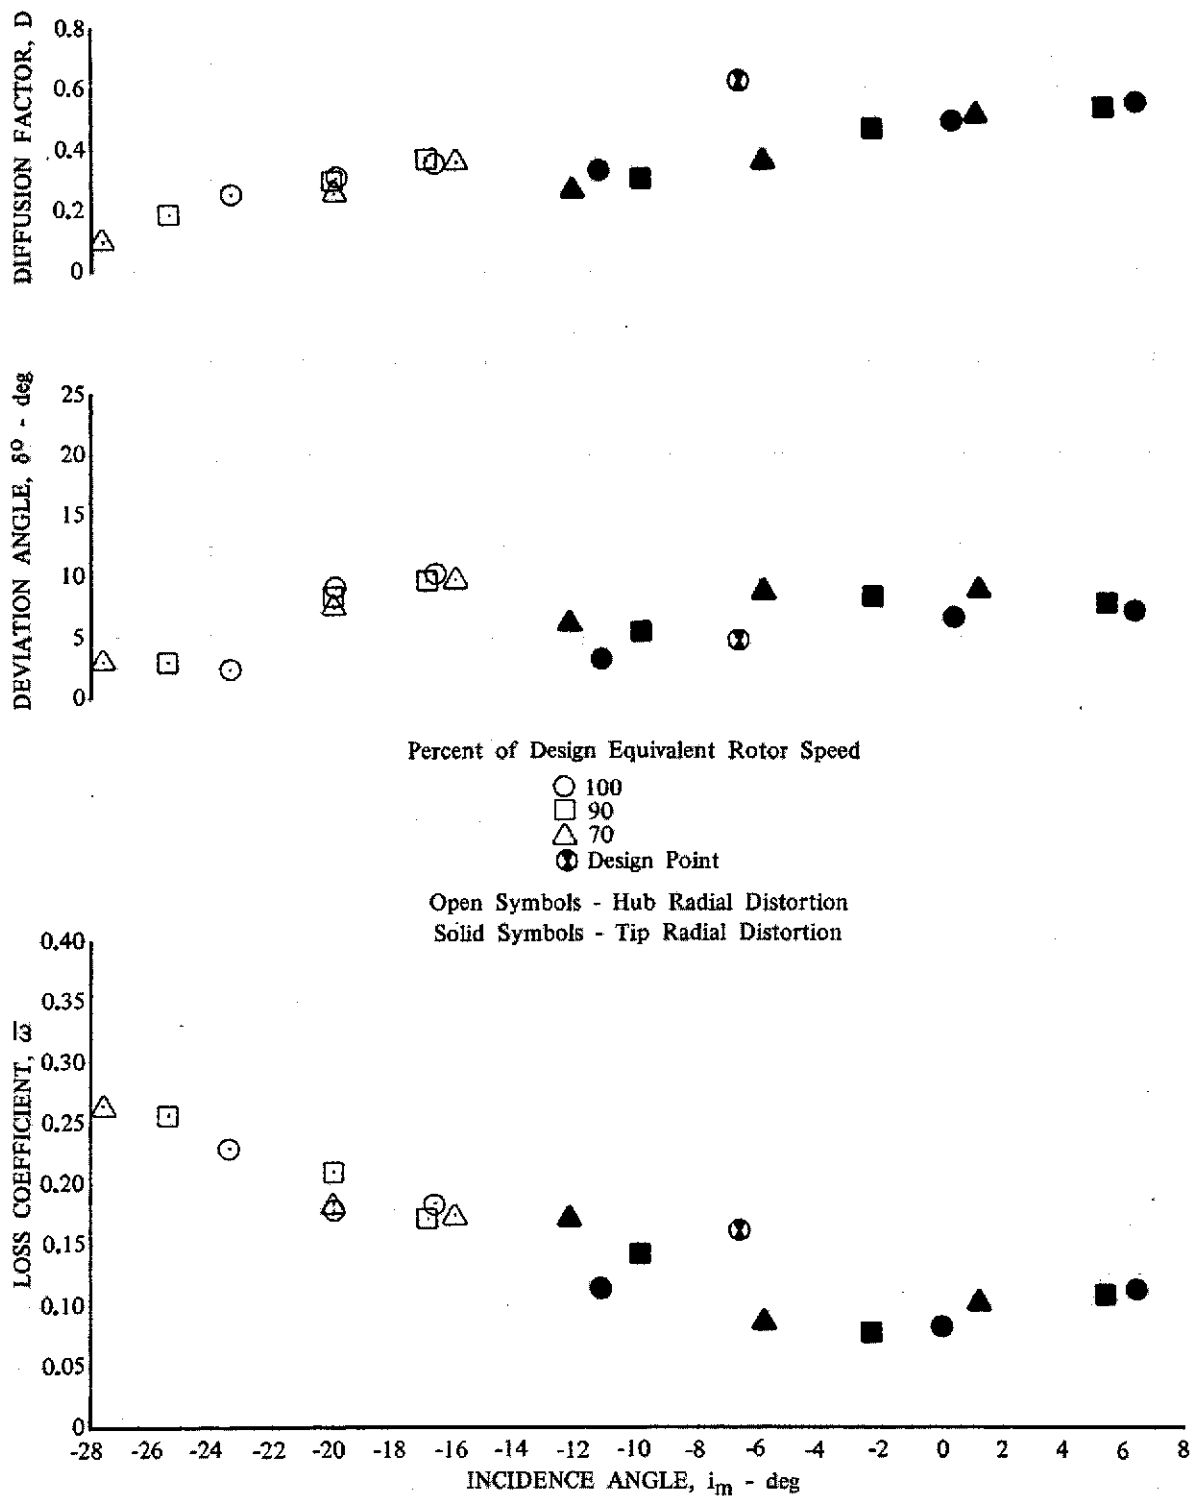 DIFFUSION FACTOR, D
0.8
0.6
0.4
0.2
0
DEVIATION ANGLE, δ° - deg
25
20
15
10
5
0
Percent of Design Equivalent Rotor Speed
100
90
70
Design Point
Open Symbols - Hub Radial Distortion
Solid Symbols - Tip Radial Distortion
LOSS COEFFICIENT, ω̅
0.40
0.35
0.30
0.25
0.20
0.15
0.10
0.05
0
-28 -26 -24 -22 -20 -18 -16 -14 -12 -10 -8 -6 -4 -2 0 2 4 6 8
INCIDENCE ANGLE, iₘ - deg